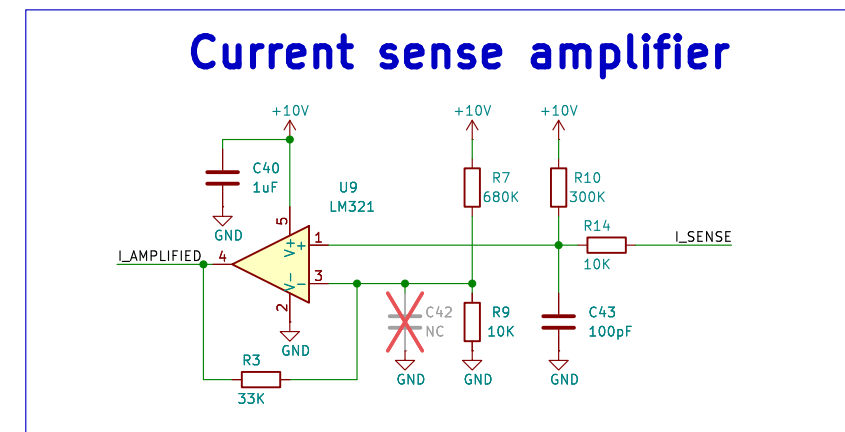 Current sense amplifier
+10V
+10V
+10V
C40
1uF
GND
U9
LM321
R7
680K
R10
300K
R14
10K
I_SENSE
I_AMPLIFIED
4
5
V+
+
1
V-
-
3
2
GND
C42
NC
GND
R9
10K
GND
C43
100pF
GND
R3
33K